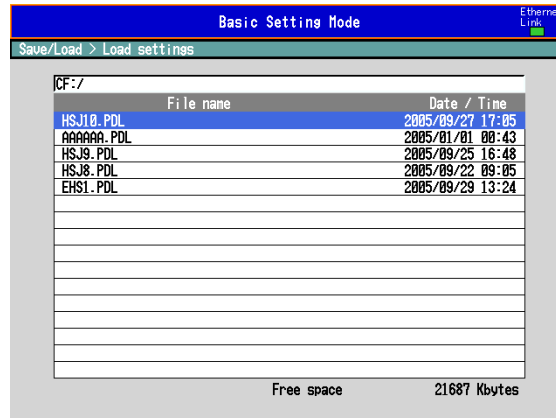 Basic Setting Mode
Etherne
Link
Save/Load > Load settings
CF:/
File name Date / Time
HSJ10.PDL 2005/09/27 17:05
AAAAAA.PDL 2005/01/01 00:43
HSJ9.PDL 2005/09/25 16:48
HSJ8.PDL 2005/09/22 09:05
EHS1.PDL 2005/09/29 13:24
Free space 21687 Kbytes